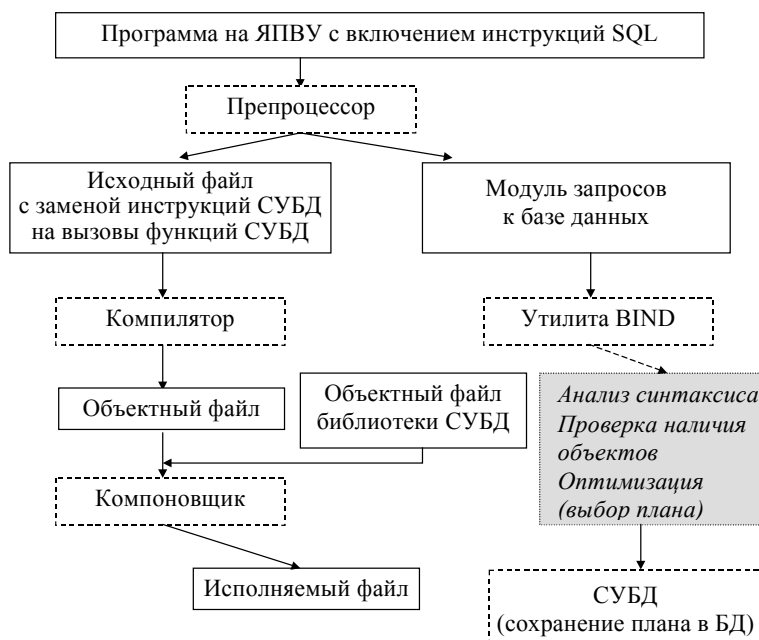 Программа на ЯПВУ с включением инструкций SQL
Препроцессор
Исходный файл
с заменой инструкций СУБД
на вызовы функций СУБД
Модуль запросов
к базе данных
Компилятор
Утилита BIND
Объектный файл
Объектный файл
библиотеки СУБД
Анализ синтаксиса
Проверка наличия
объектов
Оптимизация
(выбор плана)
Компоновщик
Исполняемый файл
СУБД
(сохранение плана в БД)